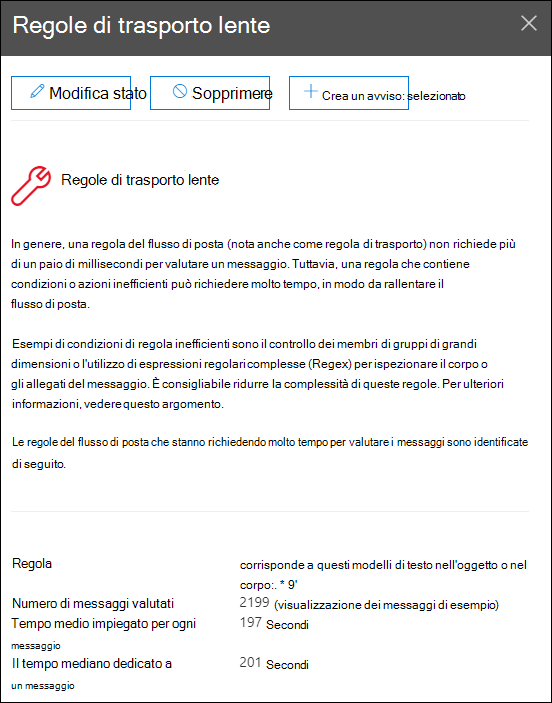 Regole di trasporto lente
Modifica stato Sopprimere Crea un avviso: selezionato
Regole di trasporto lente
In genere, una regola del flusso di posta (nota anche come regola di trasporto) non richiede più
di un paio di millisecondi per valutare un messaggio. Tuttavia, una regola che contiene
condizioni o azioni inefficienti può richiedere molto tempo, in modo da rallentare il
flusso di posta.
Esempi di condizioni di regola inefficienti sono il controllo dei membri di gruppi di grandi
dimensioni o l'utilizzo di espressioni regolari complesse (Regex) per ispezionare il corpo o
gli allegati del messaggio. È consigliabile ridurre la complessità di queste regole. Per ulteriori
informazioni, vedere questo argomento.
Le regole del flusso di posta che stanno richiedendo molto tempo per valutare i messaggi sono identificate
di seguito.
Regola corrisponde a questi modelli di testo nell'oggetto o nel
corpo:. * 9'
Numero di messaggi valutati 2199 (visualizzazione dei messaggi di esempio)
Tempo medio impiegato per ogni 197 Secondi
messaggio
Il tempo mediano dedicato a 201 Secondi
un messaggio